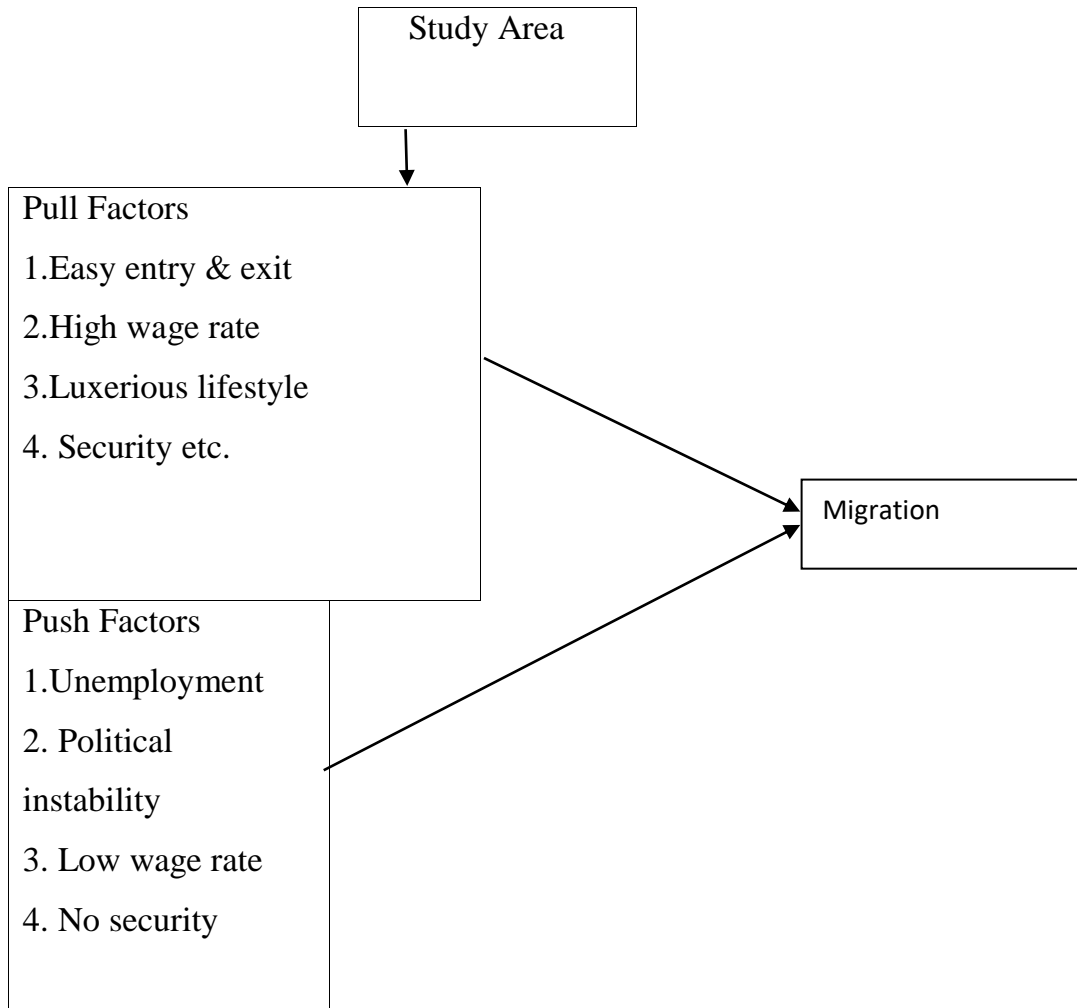 Study Area
Pull Factors
1.Easy entry & exit
2.High wage rate
3.Luxerious lifestyle
4. Security etc.
Migration
Push Factors
1.Unemployment
2. Political
instability
3. Low wage rate
4. No security